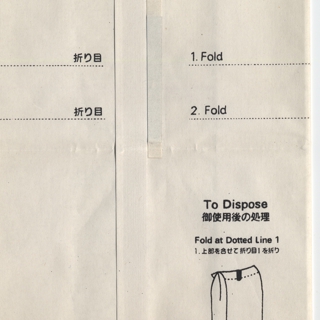 折り目
1. Fold
折り目
2. Fold
To Dispose
御使用後の処理
Fold at Dotted Line 1
1. 上部を合せて折り目1を折り